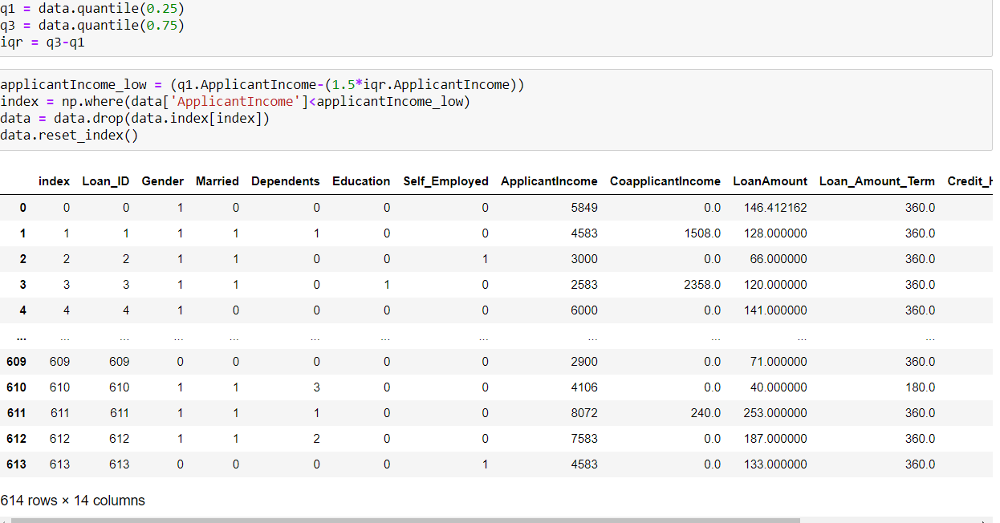 q1 = data.quantile(0.25)
q3 = data.quantile(0.75)
iqr = q3-q1
applicantIncome_low = (q1.ApplicantIncome-(1.5*iqr.ApplicantIncome))
index = np.where(data['ApplicantIncome']<applicantIncome_low)
data = data.drop(data.index[index])
data.reset_index()
index Loan_ID Gender Married Dependents Education Self_Employed ApplicantIncome CoapplicantIncome LoanAmount Loan_Amount_Term Credit_H
0 0 0 1 0 0 0 0 5849 0.0 146.412162 360.0
1 1 1 1 1 1 0 0 4583 1508.0 128.000000 360.0
2 2 2 1 1 0 0 1 3000 0.0 66.000000 360.0
3 3 3 1 1 0 1 0 2583 2358.0 120.000000 360.0
4 4 4 1 0 0 0 0 6000 0.0 141.000000 360.0
... ... ... ... ... ... ... ... ... ... ... ...
609 609 609 0 0 0 0 0 2900 0.0 71.000000 360.0
610 610 610 1 1 3 0 0 4106 0.0 40.000000 180.0
611 611 611 1 1 1 0 0 8072 240.0 253.000000 360.0
612 612 612 1 1 2 0 0 7583 0.0 187.000000 360.0
613 613 613 0 0 0 0 1 4583 0.0 133.000000 360.0
614 rows × 14 columns